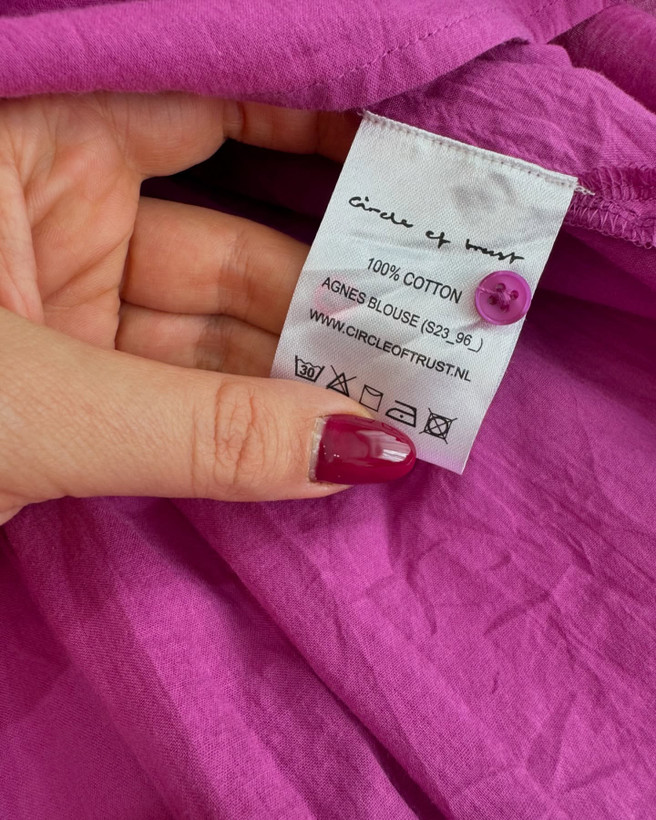 Circle of trust
100% COTTON
AGNES BLOUSE (S23_96_)
WWW.CIRCLEOFTRUST.NL
30